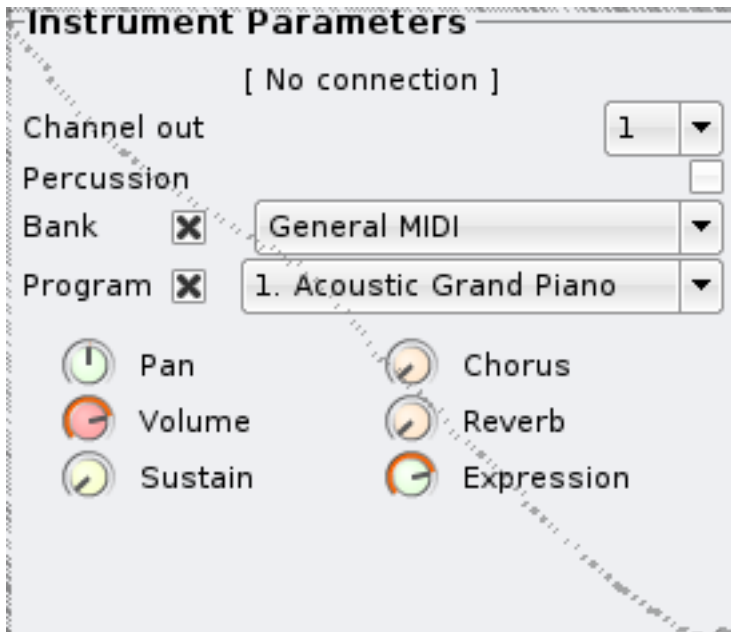 Instrument Parameters
[ No connection ]
Channel out 1
Percussion
Bank General MIDI
Program 1. Acoustic Grand Piano
Pan Chorus
Volume Reverb
Sustain Expression